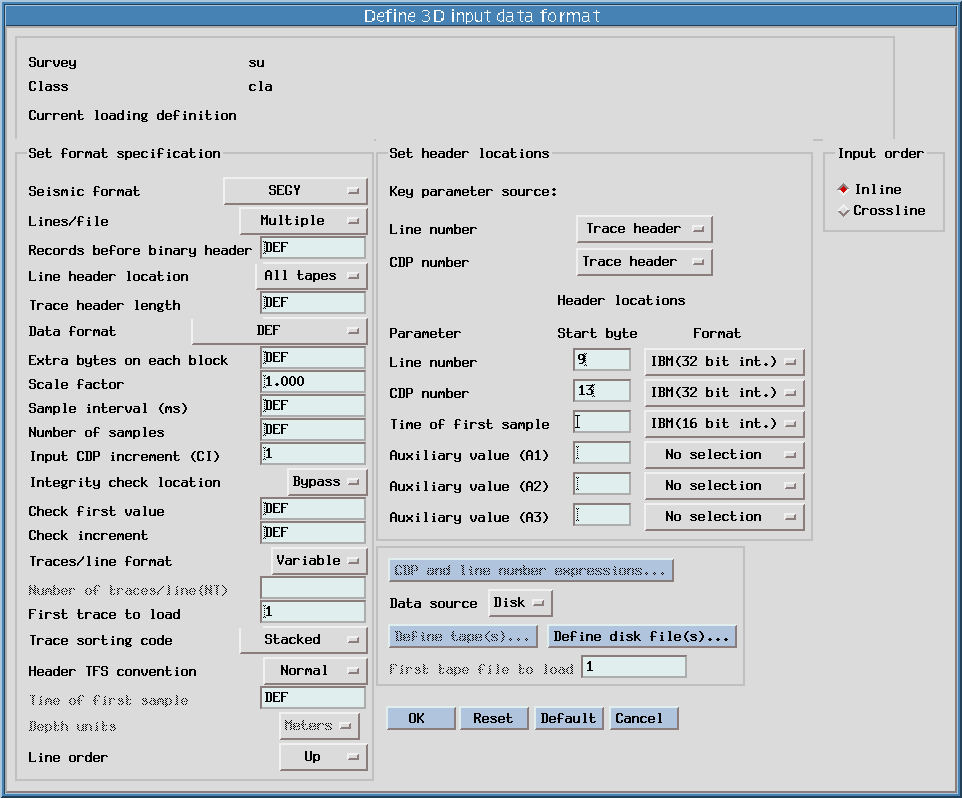 Define 3D input data format
Survey su
Class cla
Current loading definition
Set format specification
Seismic format SEGY
Lines/file Multiple
Records before binary header DEF
Line header location All tapes
Trace header length DEF
Data format DEF
Extra bytes on each block DEF
Scale factor 1.000
Sample interval (ms) DEF
Number of samples DEF
Input CDP increment (CI) 1
Integrity check location Bypass
Check first value DEF
Check increment DEF
Traces/line format Variable
Number of traces/line(NT)
First trace to load 1
Trace sorting code Stacked
Header TFS convention Normal
Time of first sample DEF
Depth units Meters
Line order Up
Set header locations
Key parameter source:
Line number Trace header
CDP number Trace header
Header locations
Parameter Start byte Format
Line number 9 IBM(32 bit int.)
CDP number 13 IBM(32 bit int.)
Time of first sample IBM(16 bit int.)
Auxiliary value (A1) No selection
Auxiliary value (A2) No selection
Auxiliary value (A3) No selection
CDP and line number expressions...
Data source Disk
Define tape(s)... Define disk file(s)...
First tape file to load 1
OK Reset Default Cancel
Input order
Inline
Crossline